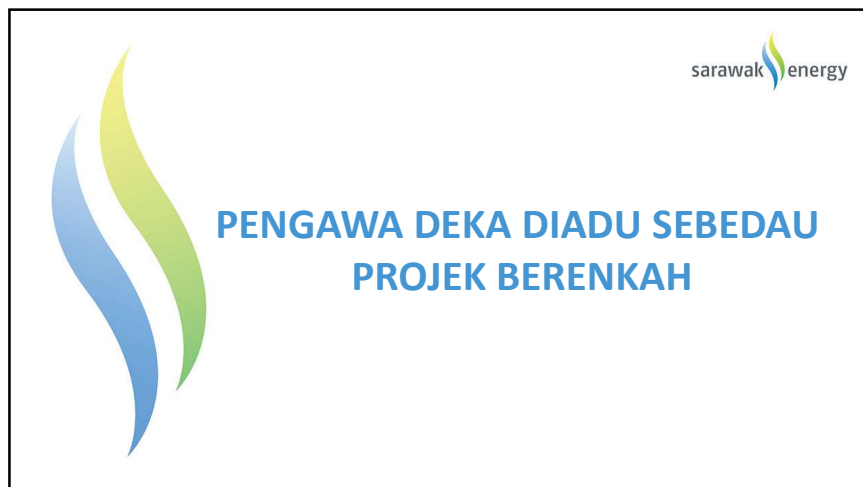 sarawak energy
PENGAWA DEKA DIADU SEBEDAU
PROJEK BERENKAH